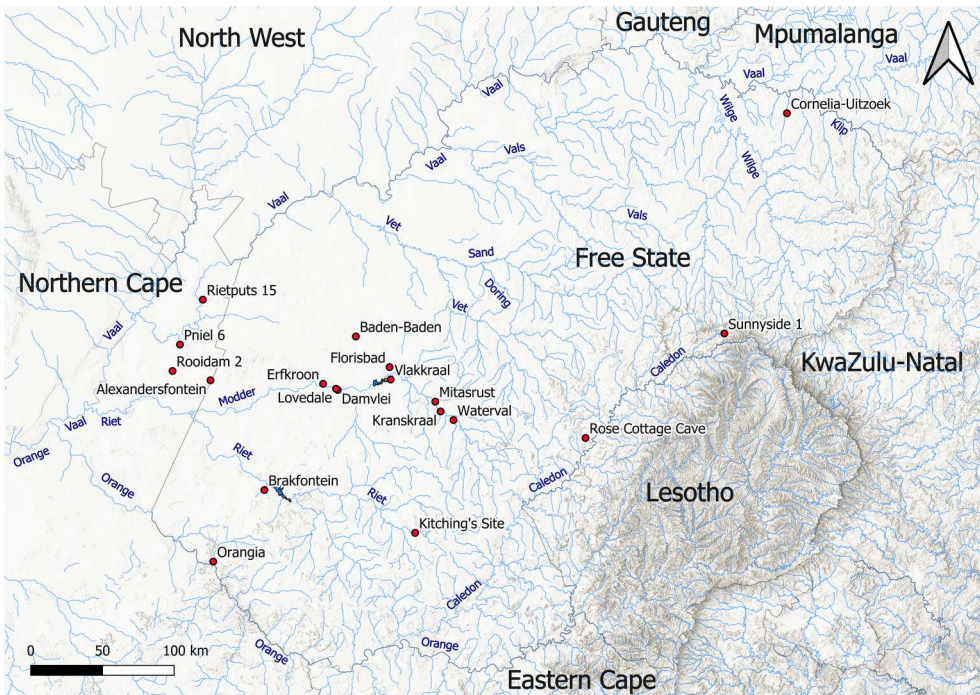 Gauteng
North West
Mpumalanga
Vaal
Vaal
Vaal
Wilge
Cornelia-Uitzoek
Klip
Vals
Vaal
Wilge
Vaal
Vet
Vals
Sand
Free State
Northern Cape
Doring
Rietputs 15
Vet
Vaal
Sunnyside 1
Baden-Baden
Pniel 6
Caledon
KwaZulu-Natal
Rooidam 2
Florisbad
Vlakkraal
Erfkroon
Alexandersfontein
Modder
Lovedale
Damvlei
Mitasrust
Kranskraal
Waterval
Vaal
Riet
Rose Cottage Cave
Orange
Riet
Orange
Brakfontein
Riet
Caledon
Lesotho
Kitching's Site
Orangia
Caledon
Orange
Orange
0 50 100 km
Eastern Cape